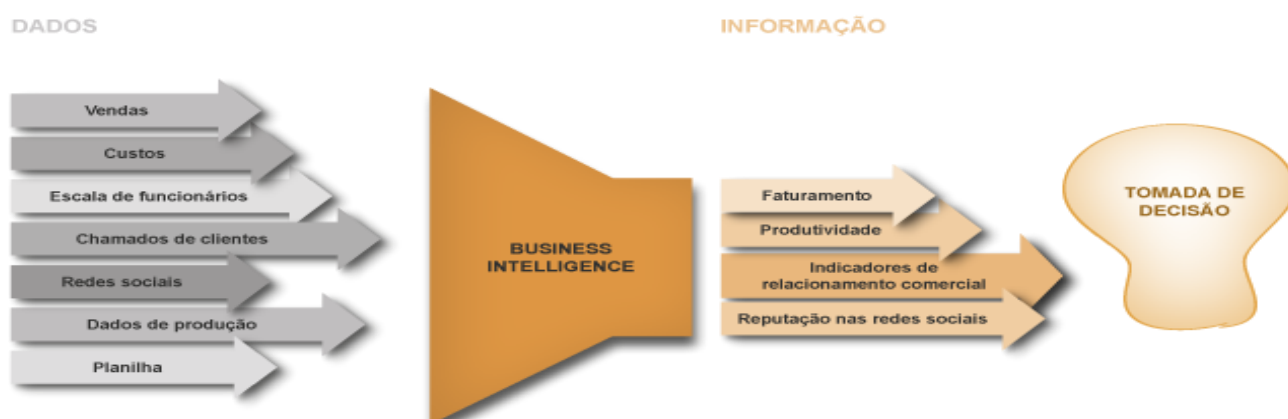 DADOS
INFORMAÇÃO
Vendas
Custos
Escala de funcionários
Chamados de clientes
Redes sociais
Dados de produção
Planilha
BUSINESS
INTELLIGENCE
Faturamento
Produtividade
Indicadores de
relacionamento comercial
Reputação nas redes sociais
TOMADA DE
DECISÃO